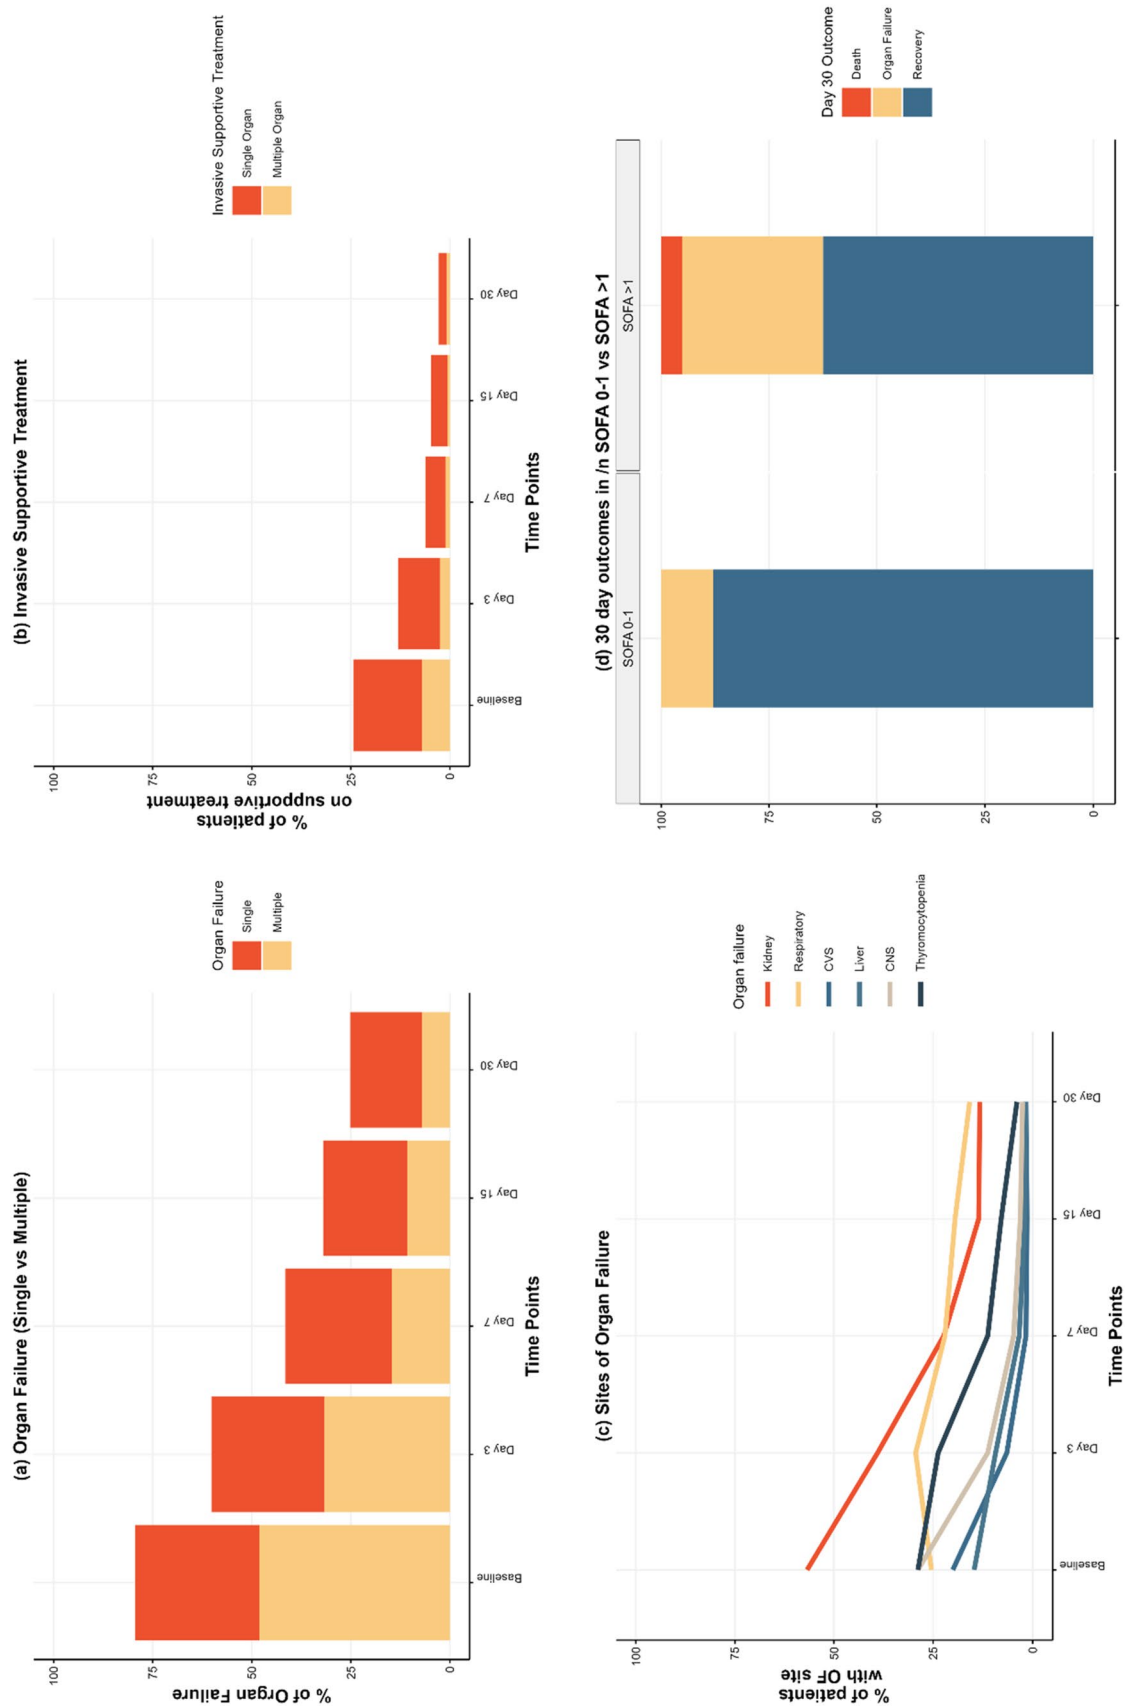 (a) Organ Failure (Single vs Multiple)
% of Organ Failure
100
75
50
25
0
Baseline
Day 3
Day 7
Day 15
Day 30
Time Points
Organ Failure
Single
Multiple
(b) Invasive Supportive Treatment
% of patients
on supportive treatment
100
75
50
25
0
Baseline
Day 3
Day 7
Day 15
Day 30
Time Points
Invasive Supportive Treatment
Single Organ
Multiple Organ
(c) Sites of Organ Failure
% of patients
with OF site
100
75
50
25
0
Baseline
Day 3
Day 7
Day 15
Day 30
Time Points
Organ failure
Kidney
Respiratory
CVS
Liver
CNS
Thyromocytopenia
(d) 30 day outcomes in /n SOFA 0-1 vs SOFA >1
SOFA 0-1
SOFA >1
100
75
50
25
0
Day 30 Outcome
Death
Organ Failure
Recovery